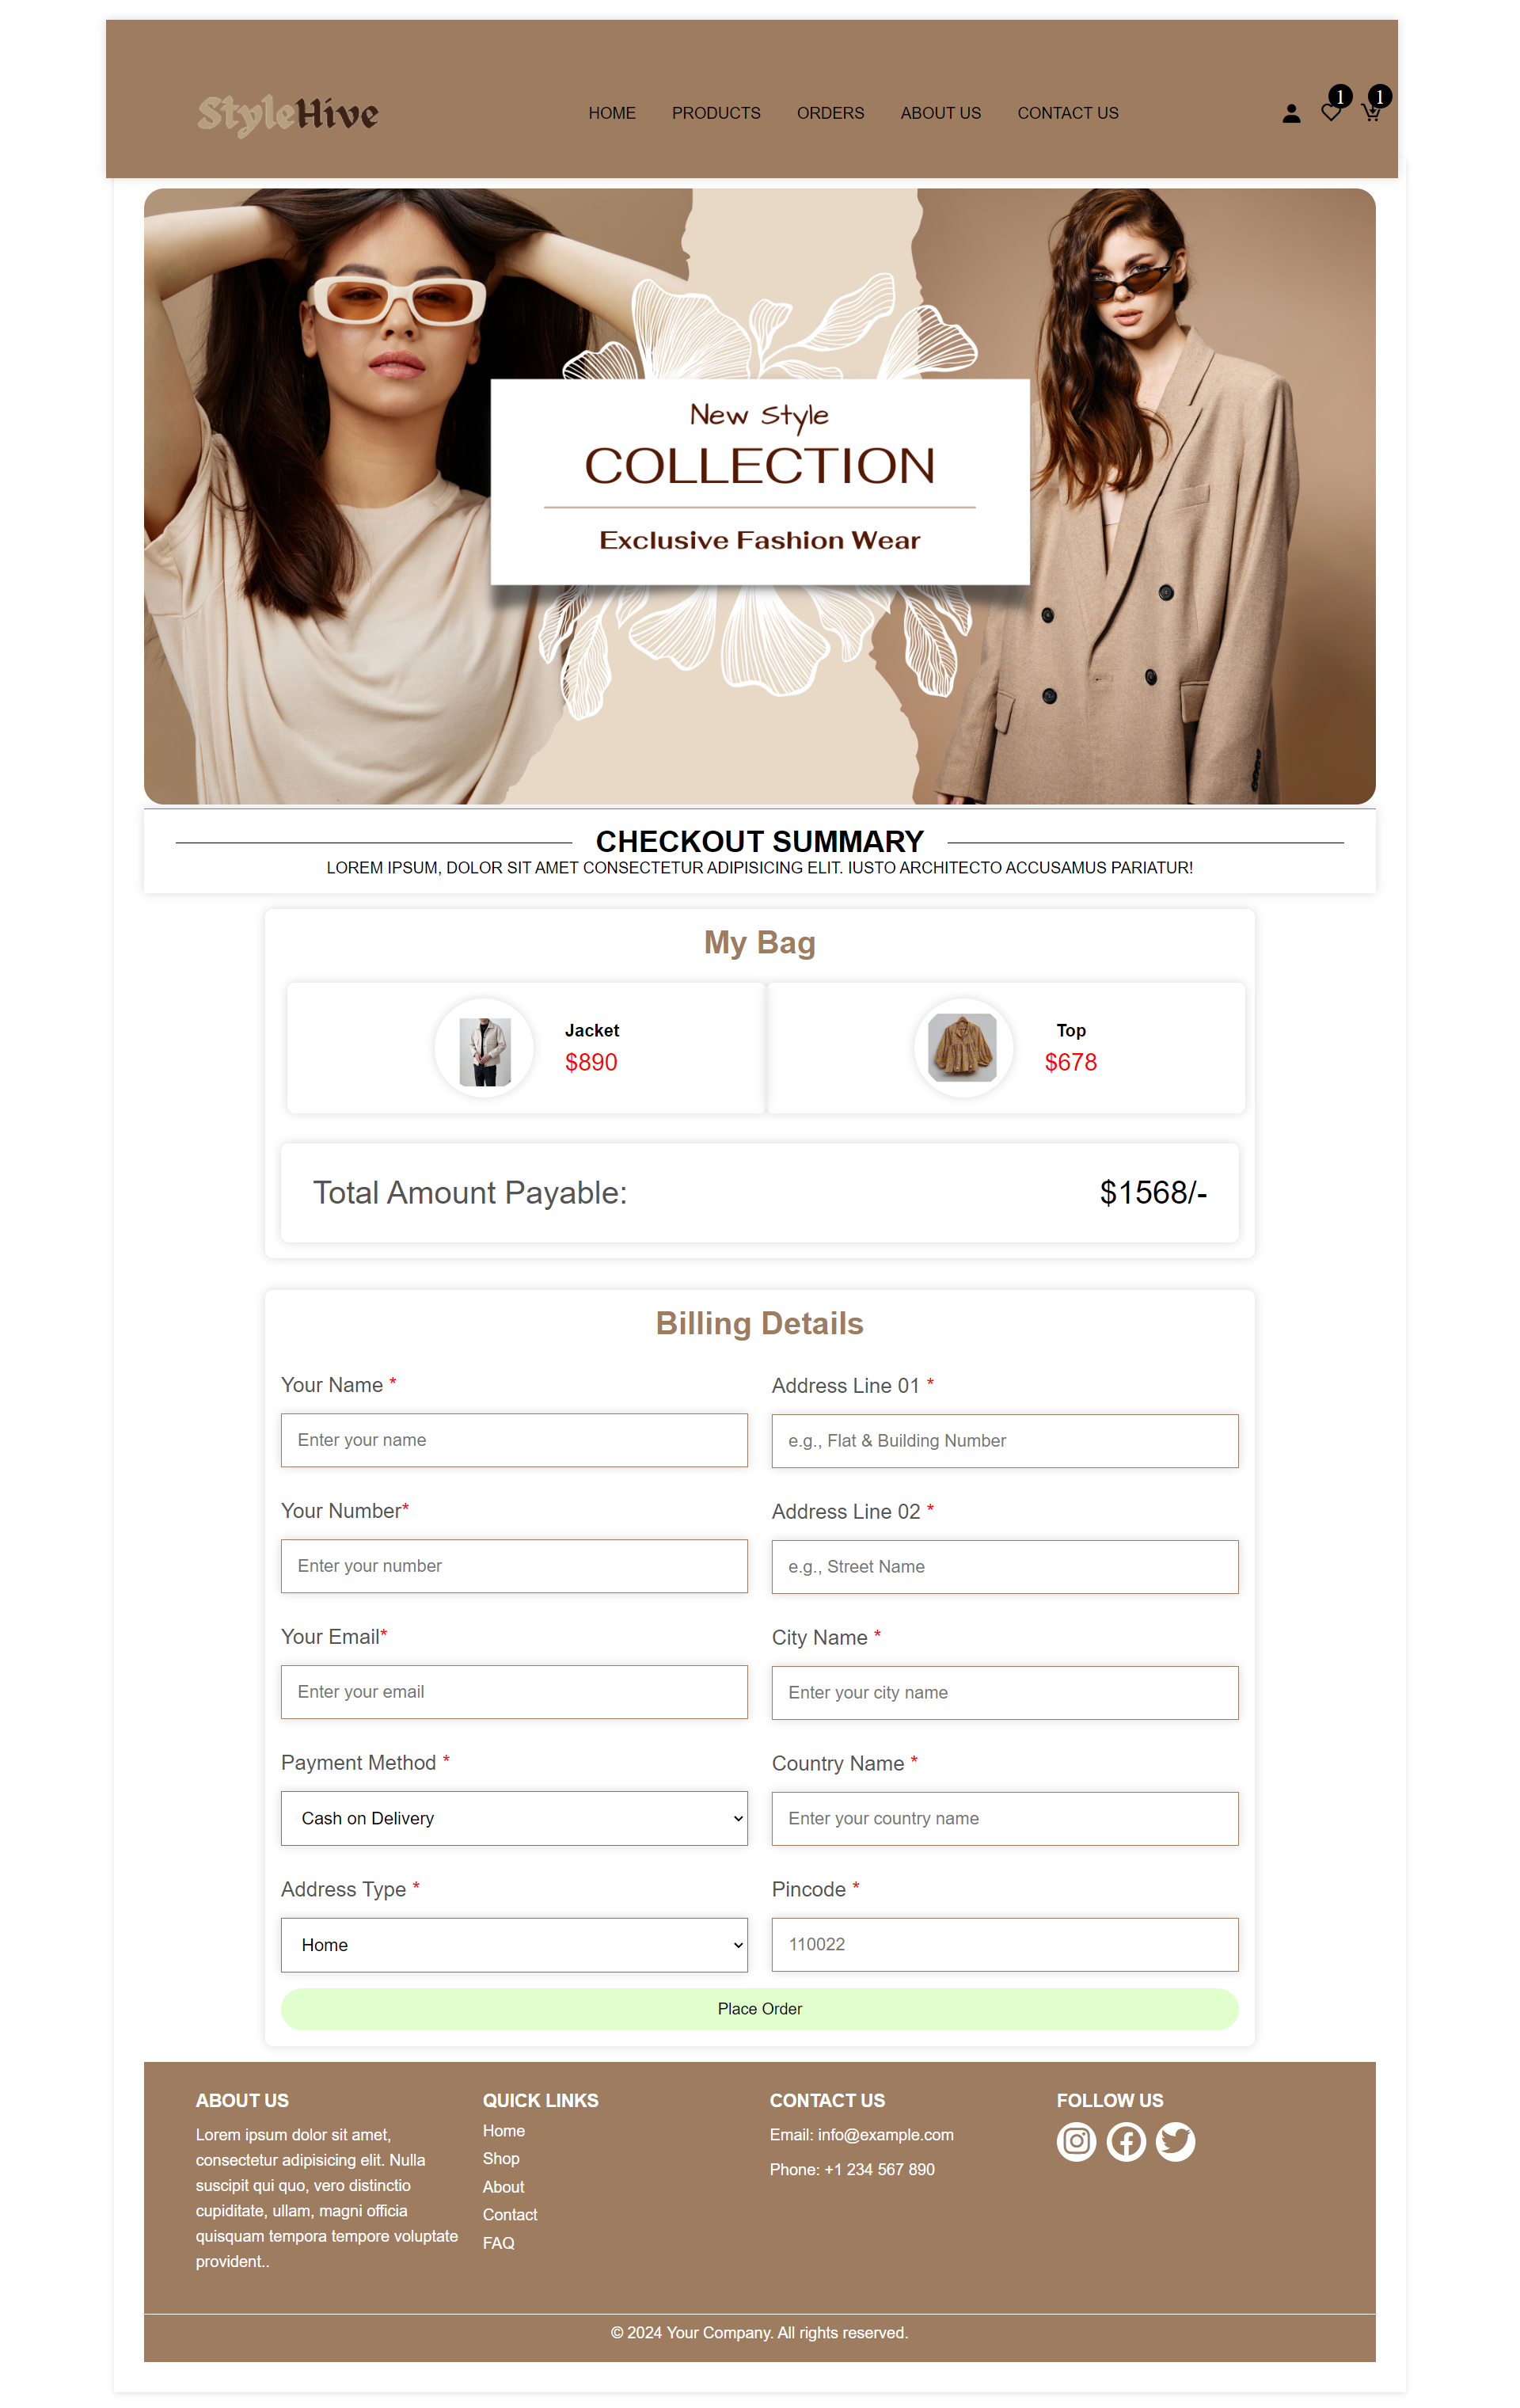 StyleHive
HOME PRODUCTS ORDERS ABOUT US CONTACT US
1 1
New Style
COLLECTION
Exclusive Fashion Wear
CHECKOUT SUMMARY
LOREM IPSUM, DOLOR SIT AMET CONSECTETUR ADIPISICING ELIT. IUSTO ARCHITECTO ACCUSAMUS PARIATUR!
My Bag
Jacket
$890
Top
$678
Total Amount Payable: $1568/-
Billing Details
Your Name *
Enter your name
Address Line 01 *
e.g., Flat & Building Number
Your Number*
Enter your number
Address Line 02 *
e.g., Street Name
Your Email*
Enter your email
City Name *
Enter your city name
Payment Method *
Cash on Delivery
Country Name *
Enter your country name
Address Type *
Home
Pincode *
110022
Place Order
ABOUT US
Lorem ipsum dolor sit amet,
consectetur adipisicing elit. Nulla
suscipit qui quo, vero distinctio
cupiditate, ullam, magni officia
quisquam tempora tempore voluptate
provident..
QUICK LINKS
Home
Shop
About
Contact
FAQ
CONTACT US
Email: info@example.com
Phone: +1 234 567 890
FOLLOW US
© 2024 Your Company. All rights reserved.